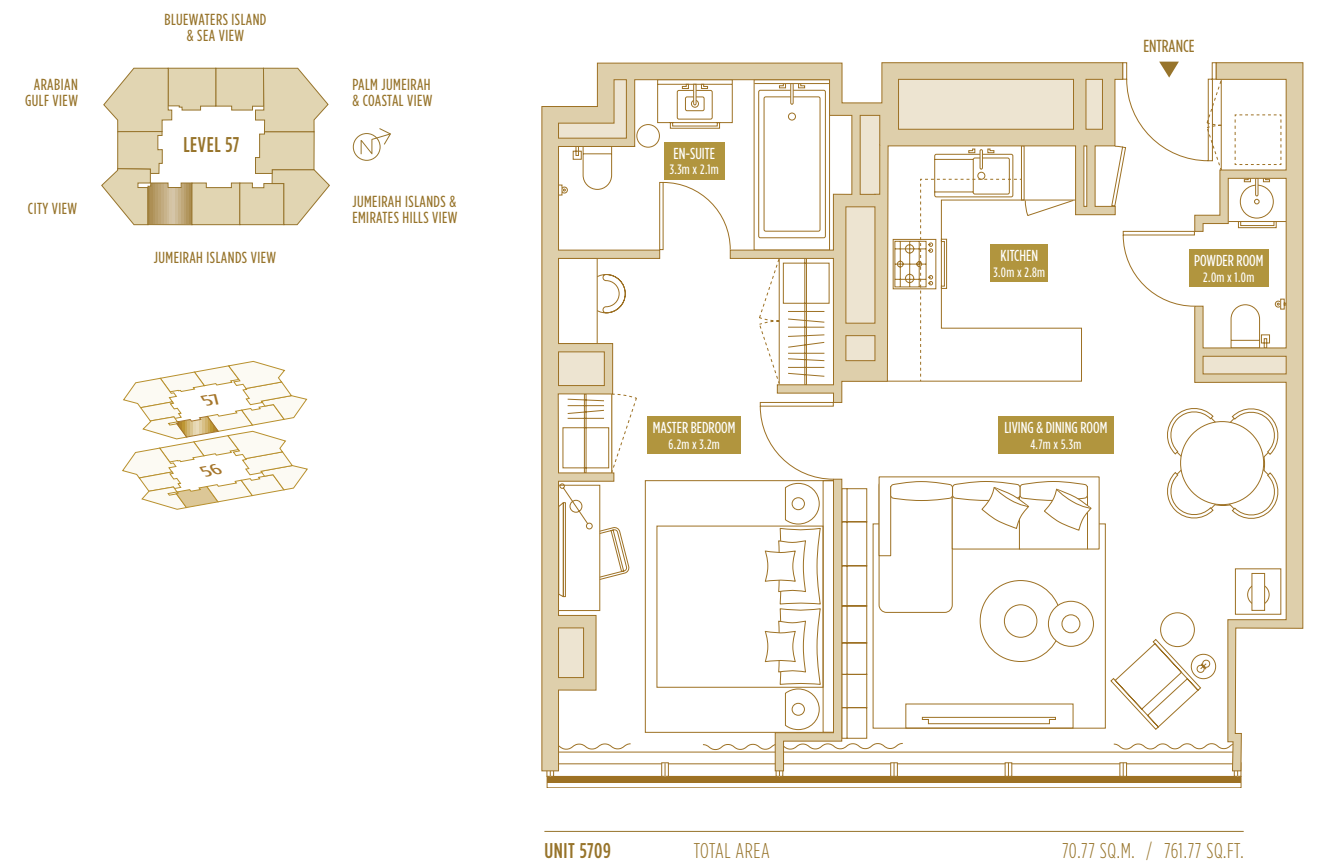 BLUEWATERS ISLAND
& SEA VIEW
ARABIAN
GULF VIEW
PALM JUMEIRAH
& COASTAL VIEW
LEVEL 57
N
CITY VIEW
JUMEIRAH ISLANDS &
EMIRATES HILLS VIEW
JUMEIRAH ISLANDS VIEW
57
56
ENTRANCE
EN-SUITE
3.3m x 2.1m
KITCHEN
3.0m x 2.8m
POWDER ROOM
2.0m x 1.0m
MASTER BEDROOM
6.2m x 3.2m
LIVING & DINING ROOM
4.7m x 5.3m
UNIT 5709 TOTAL AREA 70.77 SQ.M. / 761.77 SQ.FT.